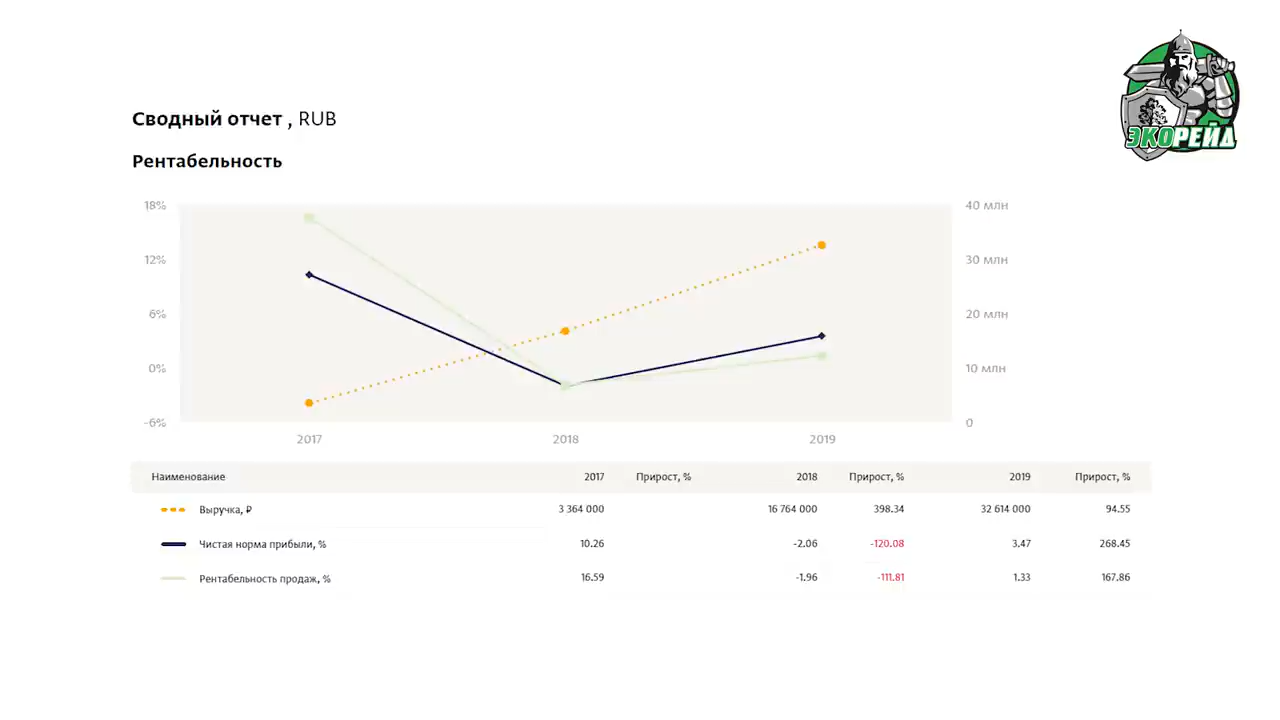 ЭКОРЕЙД
Сводный отчет , RUB
Рентабельность
18% 40 млн
12% 30 млн
6% 20 млн
0% 10 млн
-6% 0
2017 2018 2019
Наименование 2017 Прирост, % 2018 Прирост, % 2019 Прирост, %
Выручка, ₽ 3 364 000 16 764 000 398.34 32 614 000 94.55
Чистая норма прибыли, % 10.26 -2.06 -120.08 3.47 268.45
Рентабельность продаж, % 16.59 -1.96 -111.81 1.33 167.86